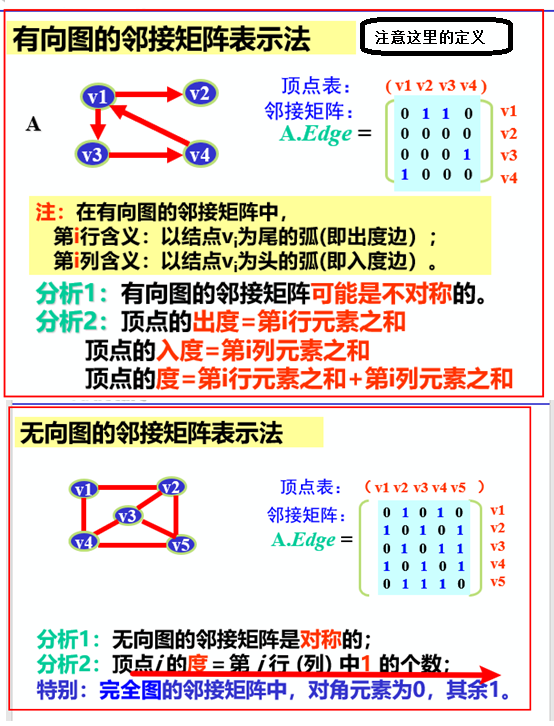 有向图的邻接矩阵表示法
注意这里的定义
顶点表： ( v1 v2 v3 v4 )
邻接矩阵：
A.Edge =
0 1 1 0 v1
0 0 0 0 v2
0 0 0 1 v3
1 0 0 0 v4
A
v1 v2
v3 v4
注：在有向图的邻接矩阵中，
第i行含义：以结点vi为尾的弧(即出度边）；
第i列含义：以结点vi为头的弧(即入度边）。
分析1：有向图的邻接矩阵可能是不对称的。
分析2：顶点的出度=第i行元素之和
顶点的入度=第i列元素之和
顶点的度=第i行元素之和+第i列元素之和
无向图的邻接矩阵表示法
v1 v2
v3
v4 v5
顶点表： （ v1 v2 v3 v4 v5 ）
邻接矩阵：
A.Edge =
0 1 0 1 0 v1
1 0 1 0 1 v2
0 1 0 1 1 v3
1 0 1 0 1 v4
0 1 1 1 0 v5
分析1：无向图的邻接矩阵是对称的；
分析2：顶点i 的度＝第 i 行 (列) 中1 的个数；
特别：完全图的邻接矩阵中，对角元素为0，其余1。